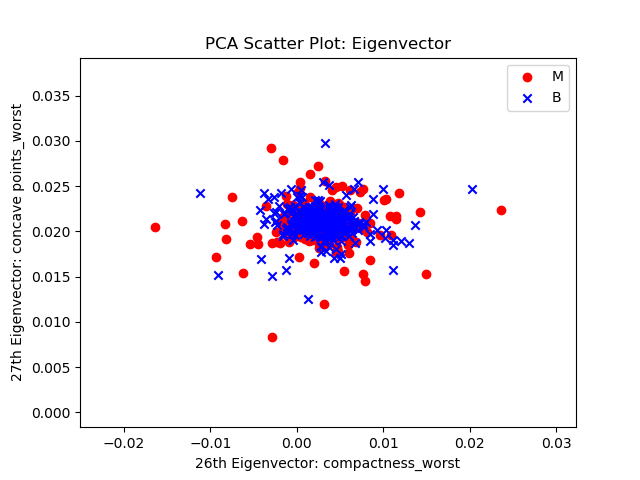 PCA Scatter Plot: Eigenvector
M
B
27th Eigenvector: concave points_worst
0.035
0.030
0.025
0.020
0.015
0.010
0.005
0.000
−0.02
−0.01
0.00
0.01
0.02
0.03
26th Eigenvector: compactness_worst